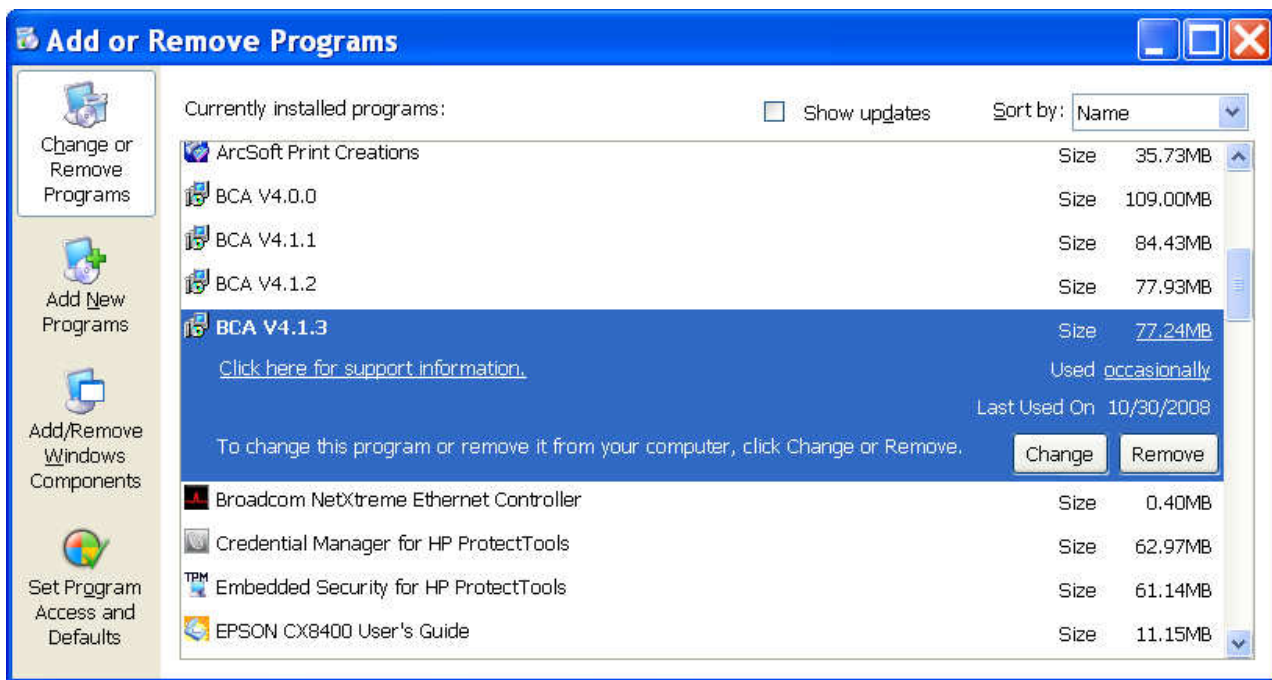 Add or Remove Programs
Change or
Remove
Programs
Add New
Programs
Add/Remove
Windows
Components
Set Program
Access and
Defaults
Currently installed programs: Show updates Sort by: Name
ArcSoft Print Creations Size 35.73MB
BCA V4.0.0 Size 109.00MB
BCA V4.1.1 Size 84.43MB
BCA V4.1.2 Size 77.93MB
BCA V4.1.3 Size 77.24MB
Click here for support information. Used occasionally
Last Used On 10/30/2008
To change this program or remove it from your computer, click Change or Remove. Change Remove
Broadcom NetXtreme Ethernet Controller Size 0.40MB
Credential Manager for HP ProtectTools Size 62.97MB
TPM Embedded Security for HP ProtectTools Size 61.14MB
EPSON CX8400 User's Guide Size 11.15MB